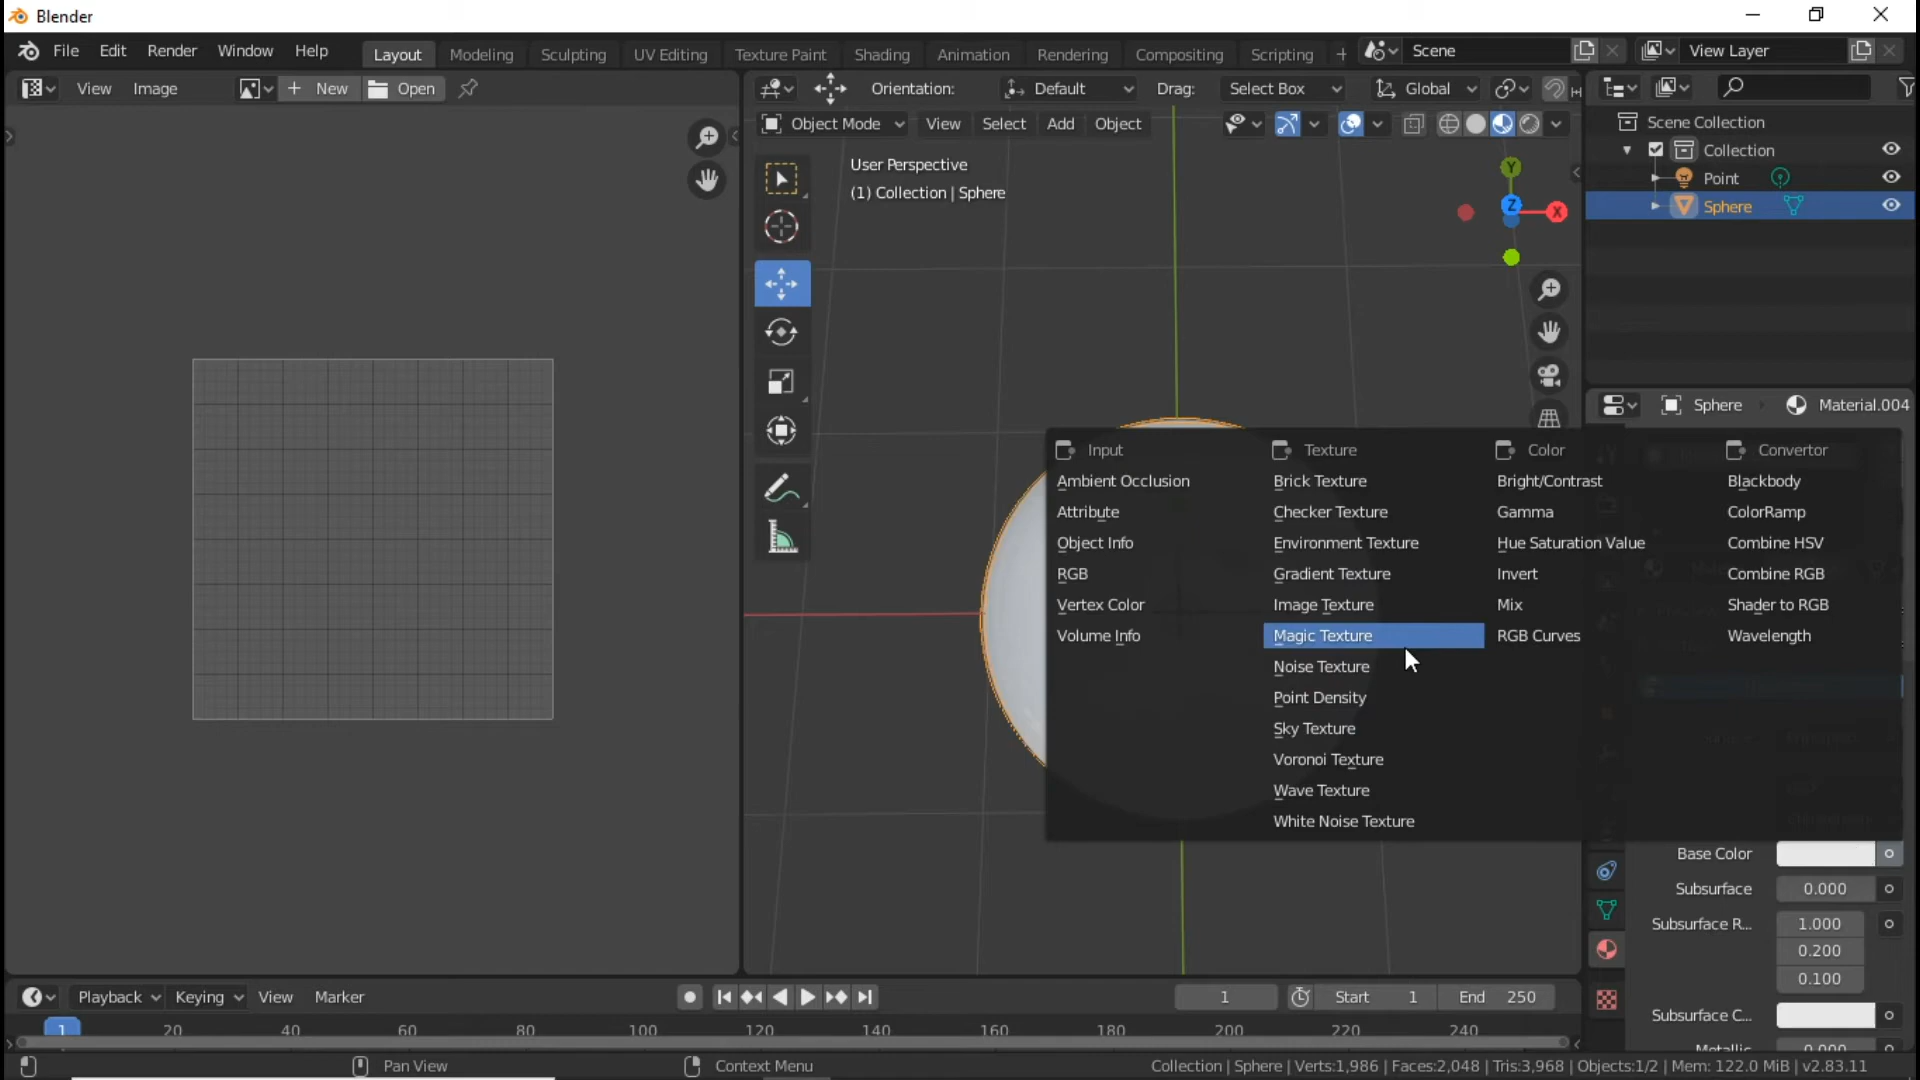 Blender
File Edit Render Window Help Layout Modeling Sculpting UV Editing Texture Paint Shading Animation Rendering Compositing Scripting + Scene View Layer
View Image + New Open Orientation: Default Drag: Select Box Global
Object Mode View Select Add Object
User Perspective
(1) Collection | Sphere
Y
Z
X
Scene Collection
Collection
Point
Sphere
Sphere Material.004
Input Texture Color Convertor
Ambient Occlusion Brick Texture Bright/Contrast Blackbody
Attribute Checker Texture Gamma ColorRamp
Object Info Environment Texture Hue Saturation Value Combine HSV
RGB Gradient Texture Invert Combine RGB
Vertex Color Image Texture Mix Shader to RGB
Volume Info Magic Texture RGB Curves Wavelength
Noise Texture
Point Density
Sky Texture
Voronoi Texture
Wave Texture
White Noise Texture
Base Color
Subsurface 0.000
Subsurface R... 1.000
0.200
0.100
Subsurface C...
Metallic 0.000
Playback Keying View Marker 1 Start 1 End 250
1 20 40 60 80 100 120 140 160 180 200 220 240
Pan View Context Menu Collection | Sphere | Verts:1,986 | Faces:2,048 | Tris:3,968 | Objects:1/2 | Mem: 122.0 MiB | v2.83.11